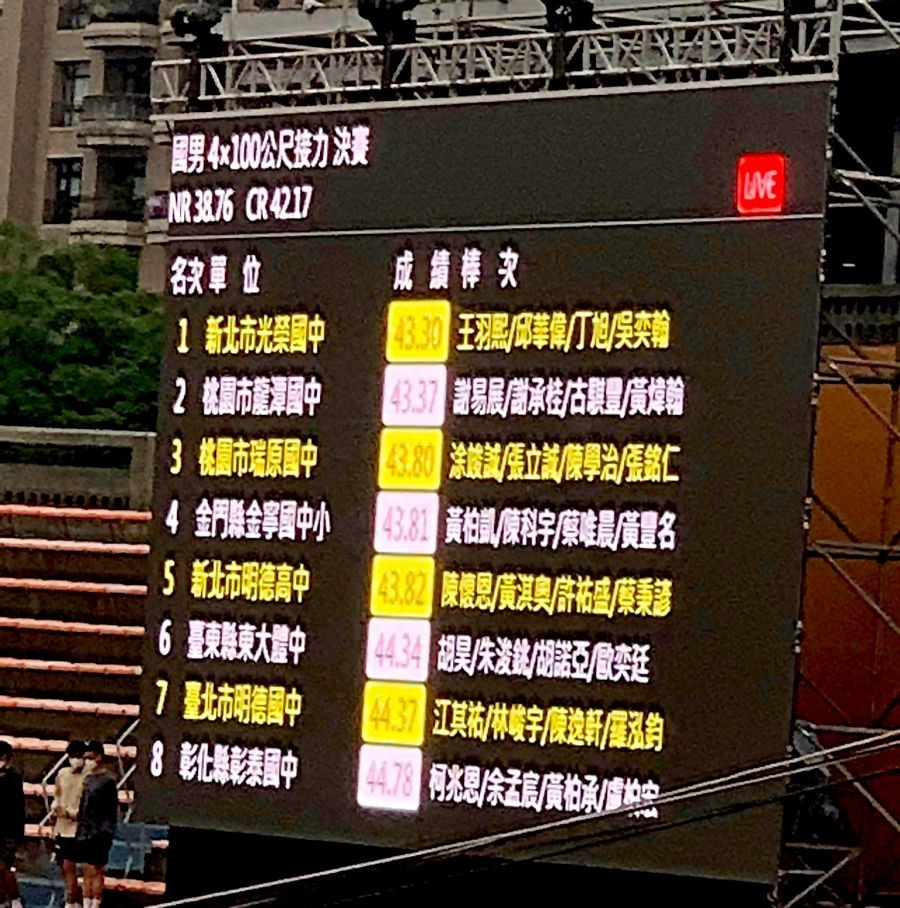 國男 4×100公尺接力 決賽
NR 38.76 CR 42.17
LIVE
名次 單 位 成 績 棒 次
1 新北市光榮國中 43.30 王羽熙/邱華偉/丁旭/吳奕翰
2 桃園市龍潭國中 43.37 謝易展/謝承桂/古騏豐/黃煒翰
3 桃園市瑞原國中 43.80 涂峻誠/張立誠/陳學治/張銘仁
4 金門縣金寧國中小 43.81 黃柏凱/陳科宇/蔡唯晨/黃豐名
5 新北市明德高中 43.82 陳懷恩/黃淇奧/許祐盛/蔡秉諺
6 臺東縣東大體中 44.34 胡昊/朱浚銚/胡諾亞/歐奕廷
7 臺北市明德國中 44.37 江其祐/林峻宇/陳逸軒/羅泓鈞
8 彰化縣彰泰國中 44.78 柯兆恩/余孟宸/黃柏承/盧柏宏